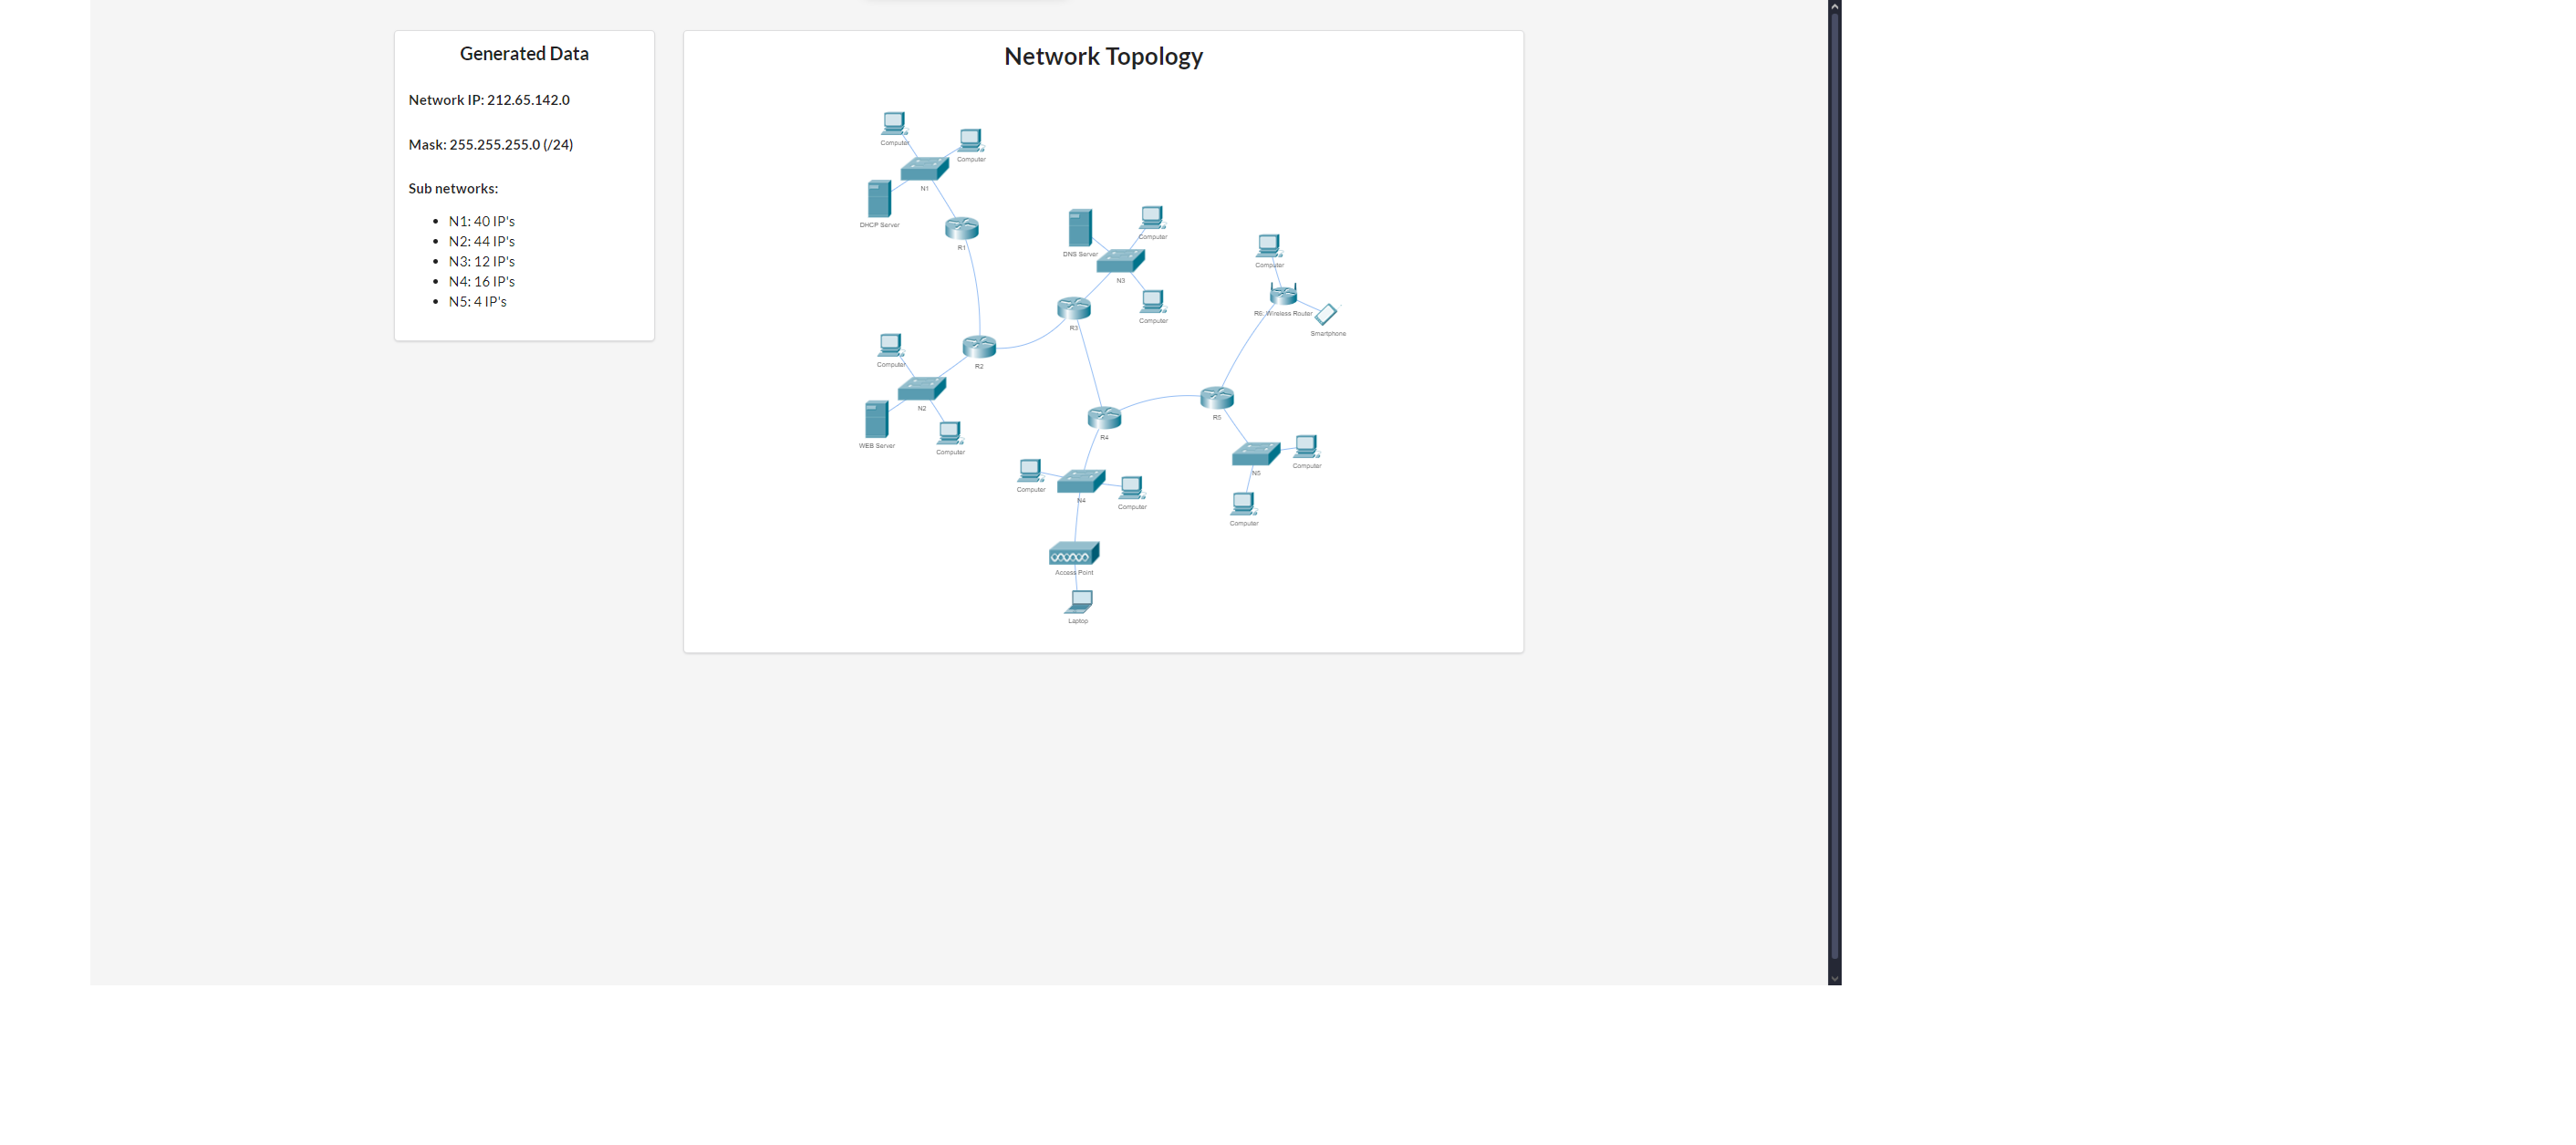 Generated Data
Network IP: 212.65.142.0
Mask: 255.255.255.0 (/24)
Sub networks:
N1: 40 IP's
N2: 44 IP's
N3: 12 IP's
N4: 16 IP's
N5: 4 IP's
Network Topology
Computer
Computer
N1
DHCP Server
R1
DNS Server
Computer
N3
Computer
R3
Computer
R6: Wireless Router
Smartphone
Computer
R2
N2
WEB Server
Computer
R4
R5
Computer
N4
Computer
N5
Computer
Computer
Access Point
Laptop